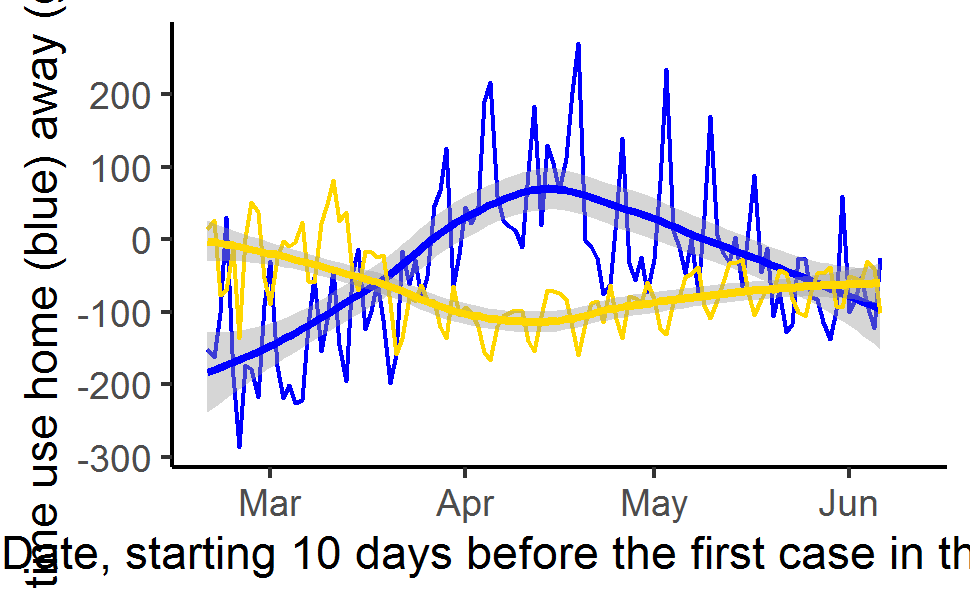 time use home (blue) away (
200
100
0
-100
-200
-300
Mar Apr May Jun
Date, starting 10 days before the first case in th